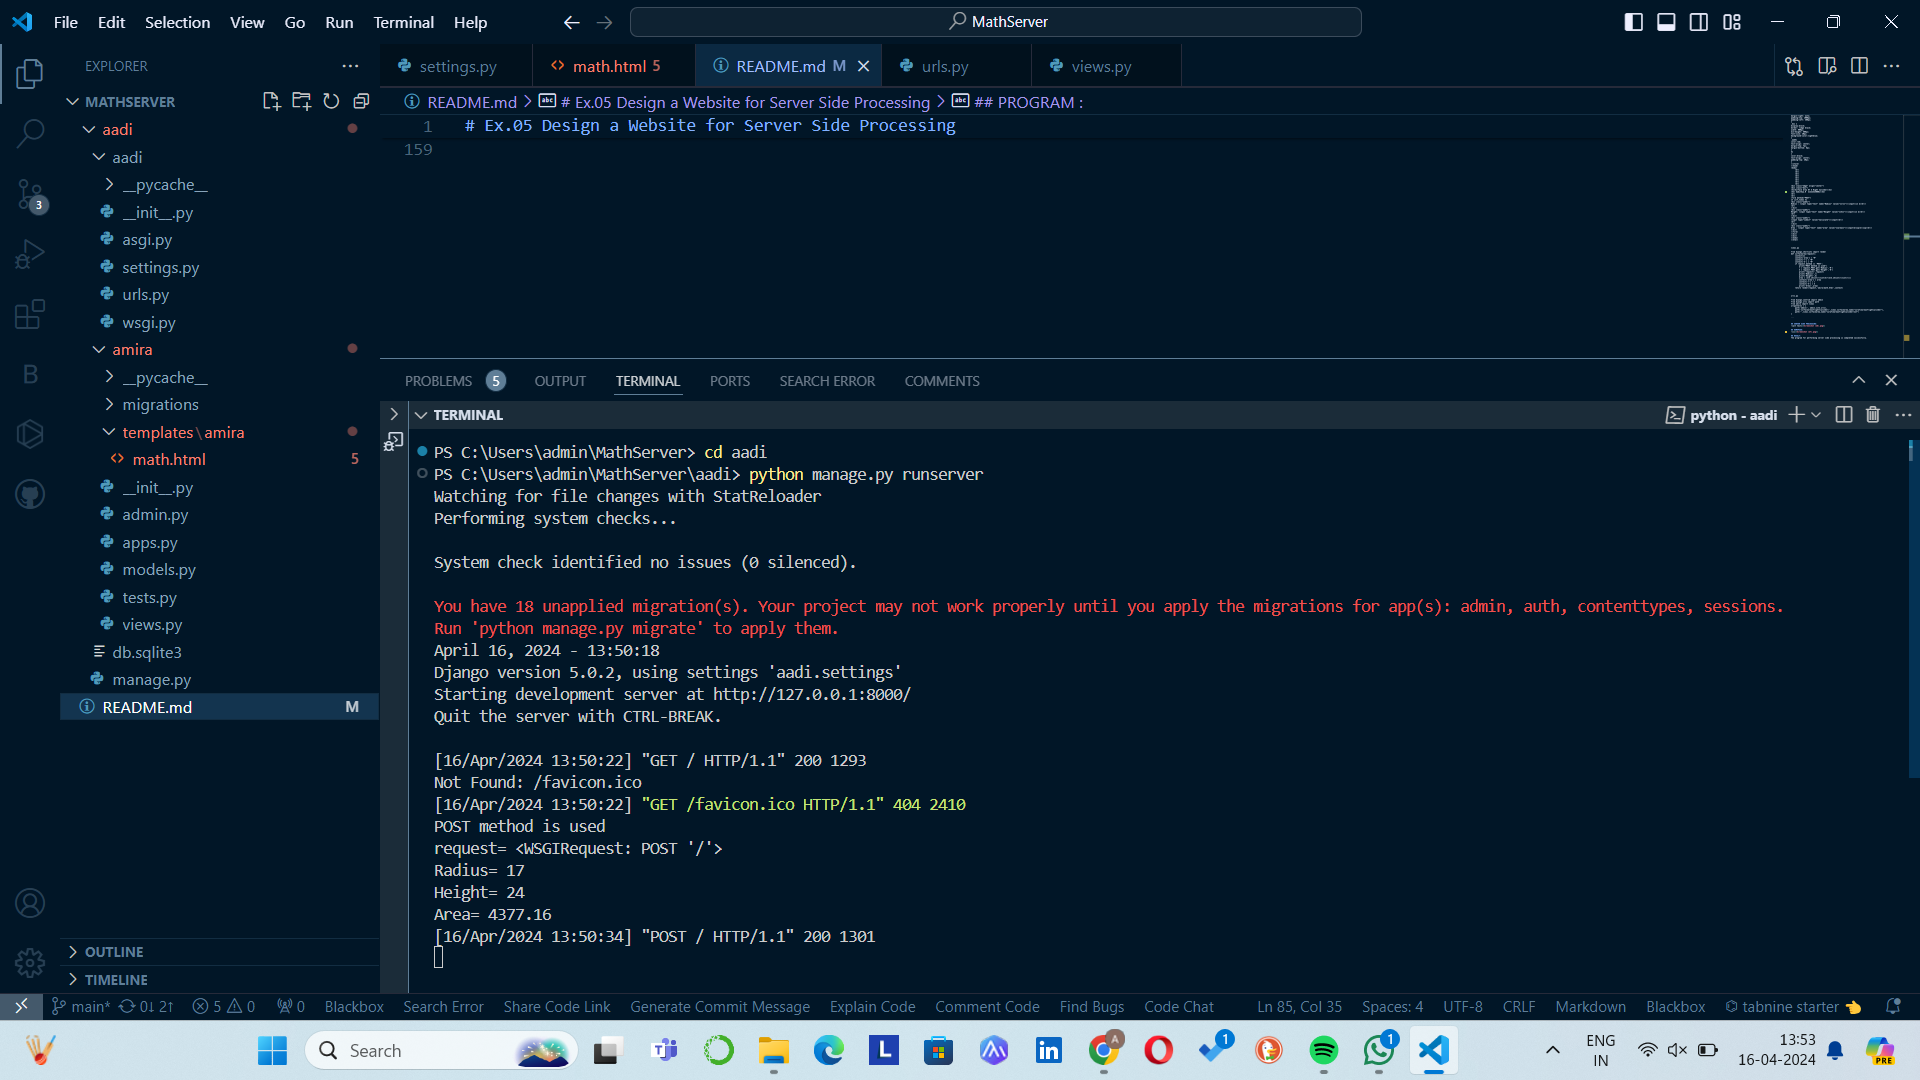 File Edit Selection View Go Run Terminal Help
MathServer
EXPLORER
MATHSERVER
aadi
aadi
__pycache__
__init__.py
asgi.py
settings.py
urls.py
wsgi.py
amira
__pycache__
migrations
templates\amira
math.html 5
__init__.py
admin.py
apps.py
models.py
tests.py
views.py
db.sqlite3
manage.py
README.md M
OUTLINE
TIMELINE
3
settings.py
math.html 5
README.md M
urls.py
views.py
README.md > # Ex.05 Design a Website for Server Side Processing > ## PROGRAM :
1 # Ex.05 Design a Website for Server Side Processing
159
PROBLEMS 5 OUTPUT TERMINAL PORTS SEARCH ERROR COMMENTS
TERMINAL
python - aadi
PS C:\Users\admin\MathServer> cd aadi
PS C:\Users\admin\MathServer\aadi> python manage.py runserver
Watching for file changes with StatReloader
Performing system checks...
System check identified no issues (0 silenced).
You have 18 unapplied migration(s). Your project may not work properly until you apply the migrations for app(s): admin, auth, contenttypes, sessions.
Run 'python manage.py migrate' to apply them.
April 16, 2024 - 13:50:18
Django version 5.0.2, using settings 'aadi.settings'
Starting development server at http://127.0.0.1:8000/
Quit the server with CTRL-BREAK.
[16/Apr/2024 13:50:22] "GET / HTTP/1.1" 200 1293
Not Found: /favicon.ico
[16/Apr/2024 13:50:22] "GET /favicon.ico HTTP/1.1" 404 2410
POST method is used
request= <WSGIRequest: POST '/'>
Radius= 17
Height= 24
Area= 4377.16
[16/Apr/2024 13:50:34] "POST / HTTP/1.1" 200 1301
main* 0↓ 2↑ 5 0 0 Blackbox Search Error Share Code Link Generate Commit Message Explain Code Comment Code Find Bugs Code Chat Ln 85, Col 35 Spaces: 4 UTF-8 CRLF Markdown Blackbox tabnine starter
Search
ENG
IN
13:53
16-04-2024